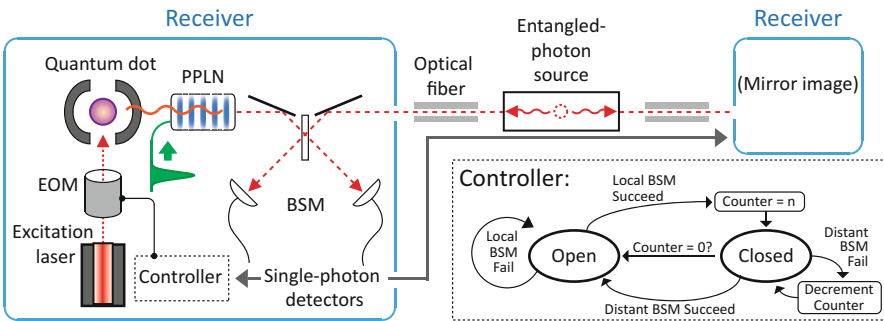 Receiver
Receiver
Entangled-
photon
source
Quantum dot
PPLN
Optical
fiber
(Mirror image)
EOM
BSM
Excitation
laser
Controller
Single-photon
detectors
Controller:
Local BSM
Succeed
Counter = n
Local
BSM
Fail
Open
Counter = 0?
Closed
Distant
BSM
Fail
Decrement
Counter
Distant BSM Succeed